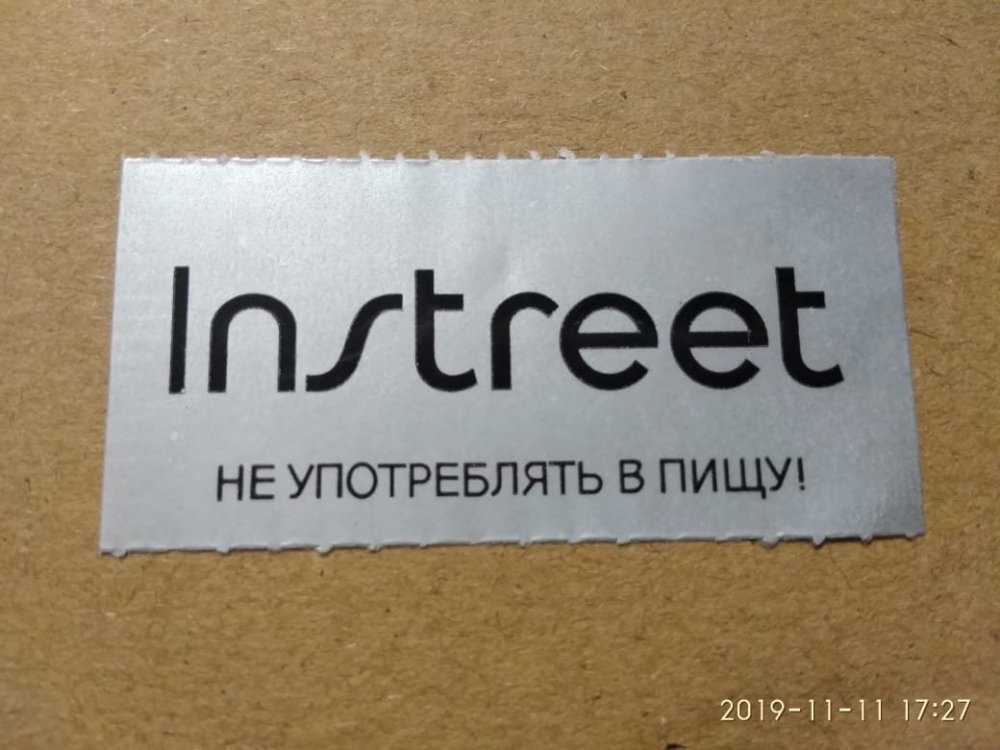 Instreet
НЕ УПОТРЕБЛЯТЬ В ПИЩУ!
2019-11-11 17:27